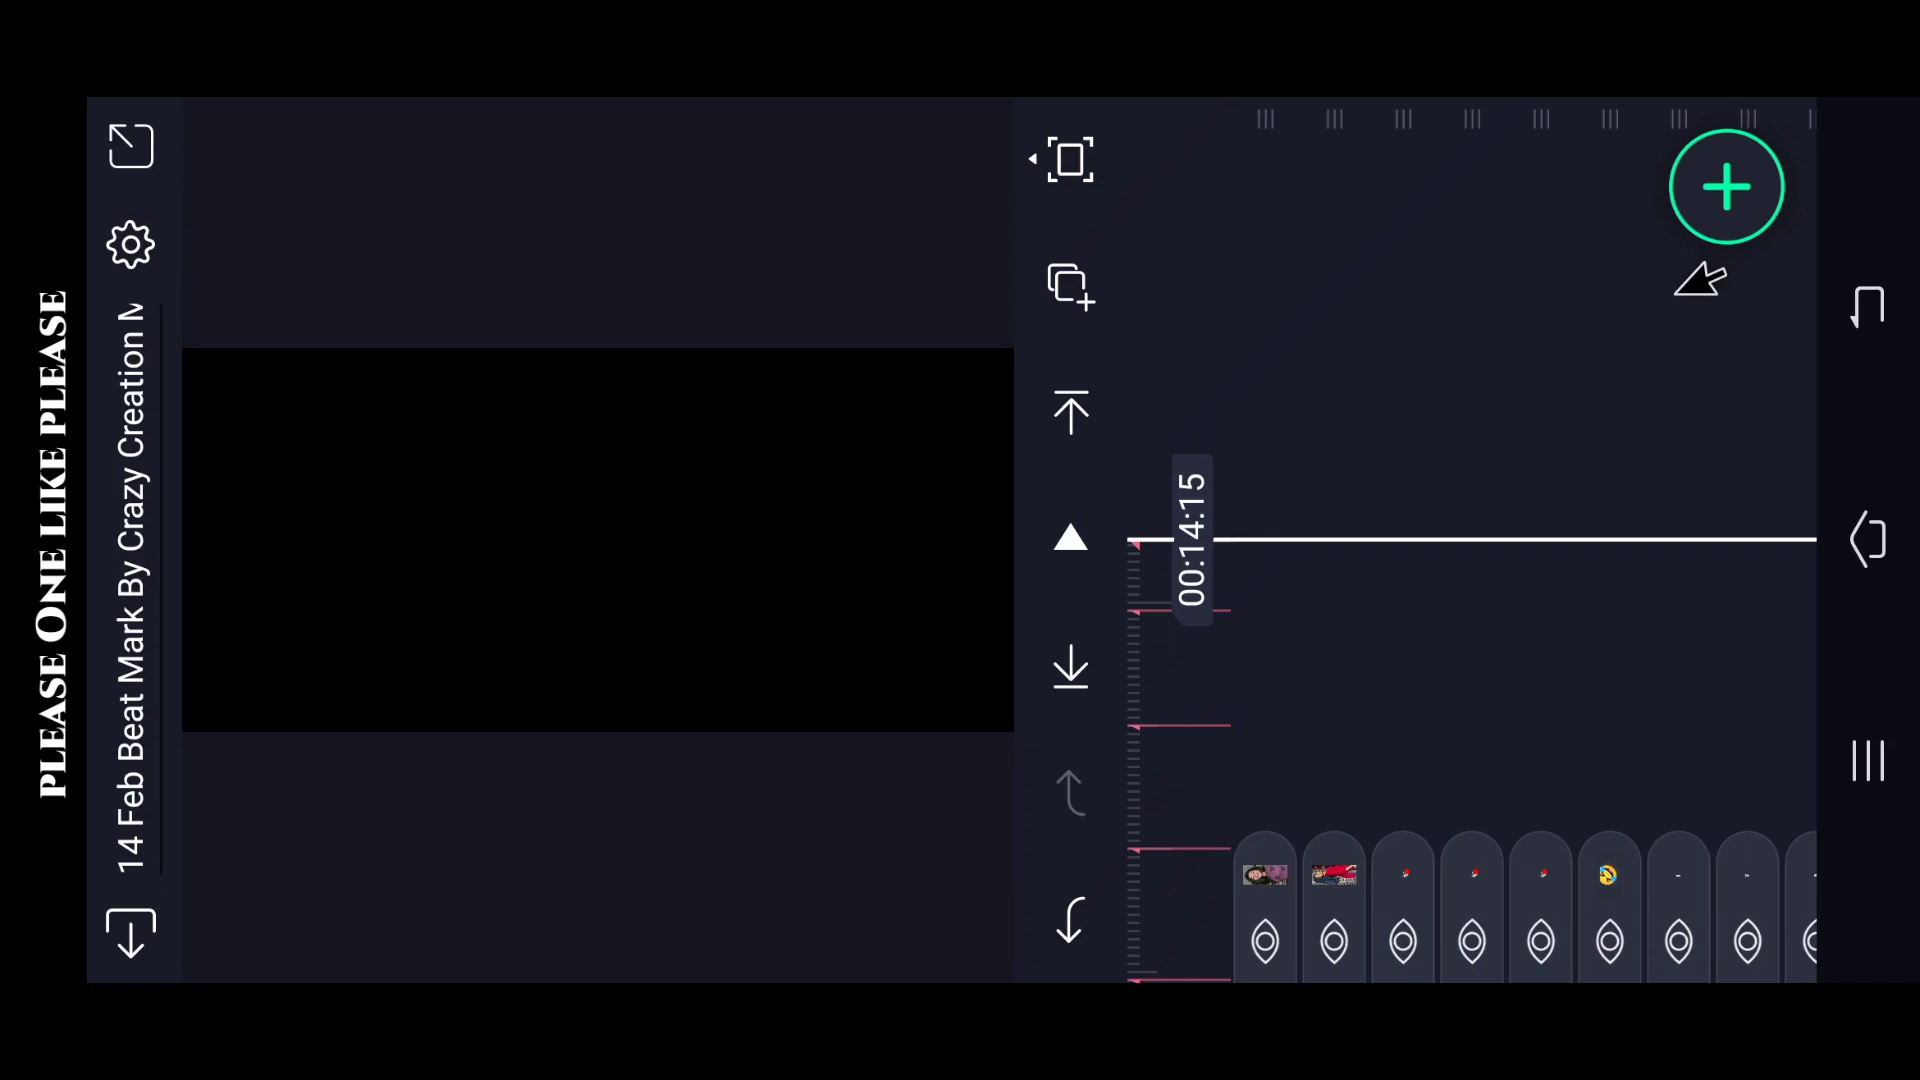 PLEASE ONE LIKE PLEASE
14 Feb Beat Mark By Crazy Creation
00:14:15